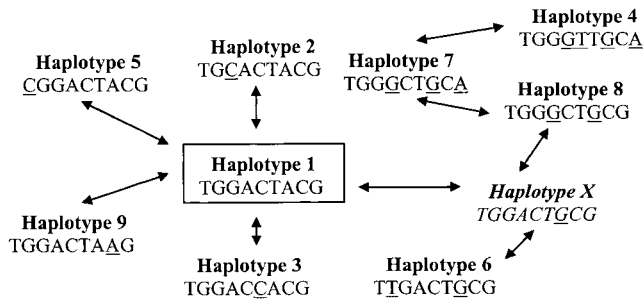 Haplotype 5
CGGACTACG
Haplotype 2
TGCACTACG
Haplotype 7
TGGGCTGCA
Haplotype 4
TGGGTTGCA
Haplotype 8
TGGGCTGCG
Haplotype 1
TGGACTACG
Haplotype X
TGGACTGCG
Haplotype 9
TGGACTAAG
Haplotype 3
TGGACCACG
Haplotype 6
TTGACTGCG